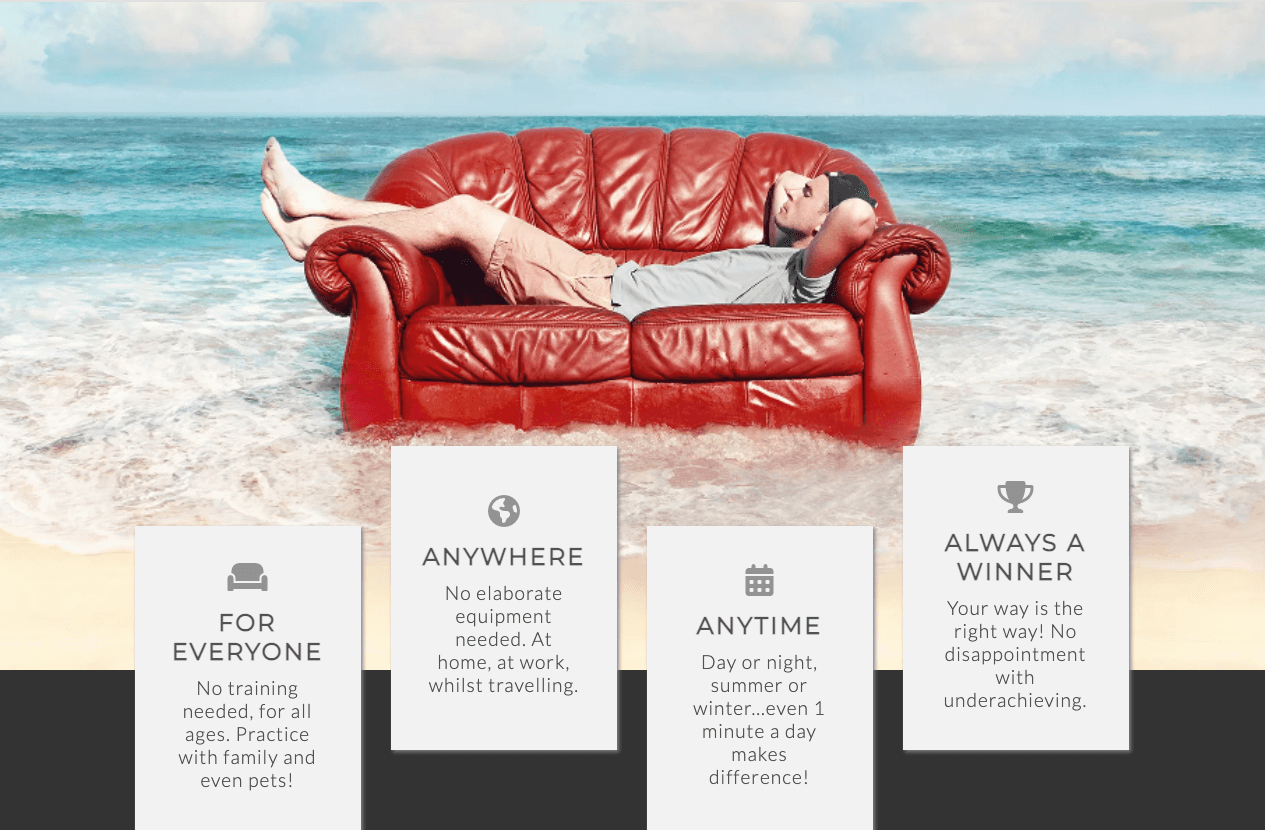 FOR
EVERYONE
No training
needed, for all
ages. Practice
with family and
even pets!
ANYWHERE
No elaborate
equipment
needed. At
home, at work,
whilst travelling.
ANYTIME
Day or night,
summer or
winter...even 1
minute a day
makes
difference!
ALWAYS A
WINNER
Your way is the
right way! No
disappointment
with
underachieving.